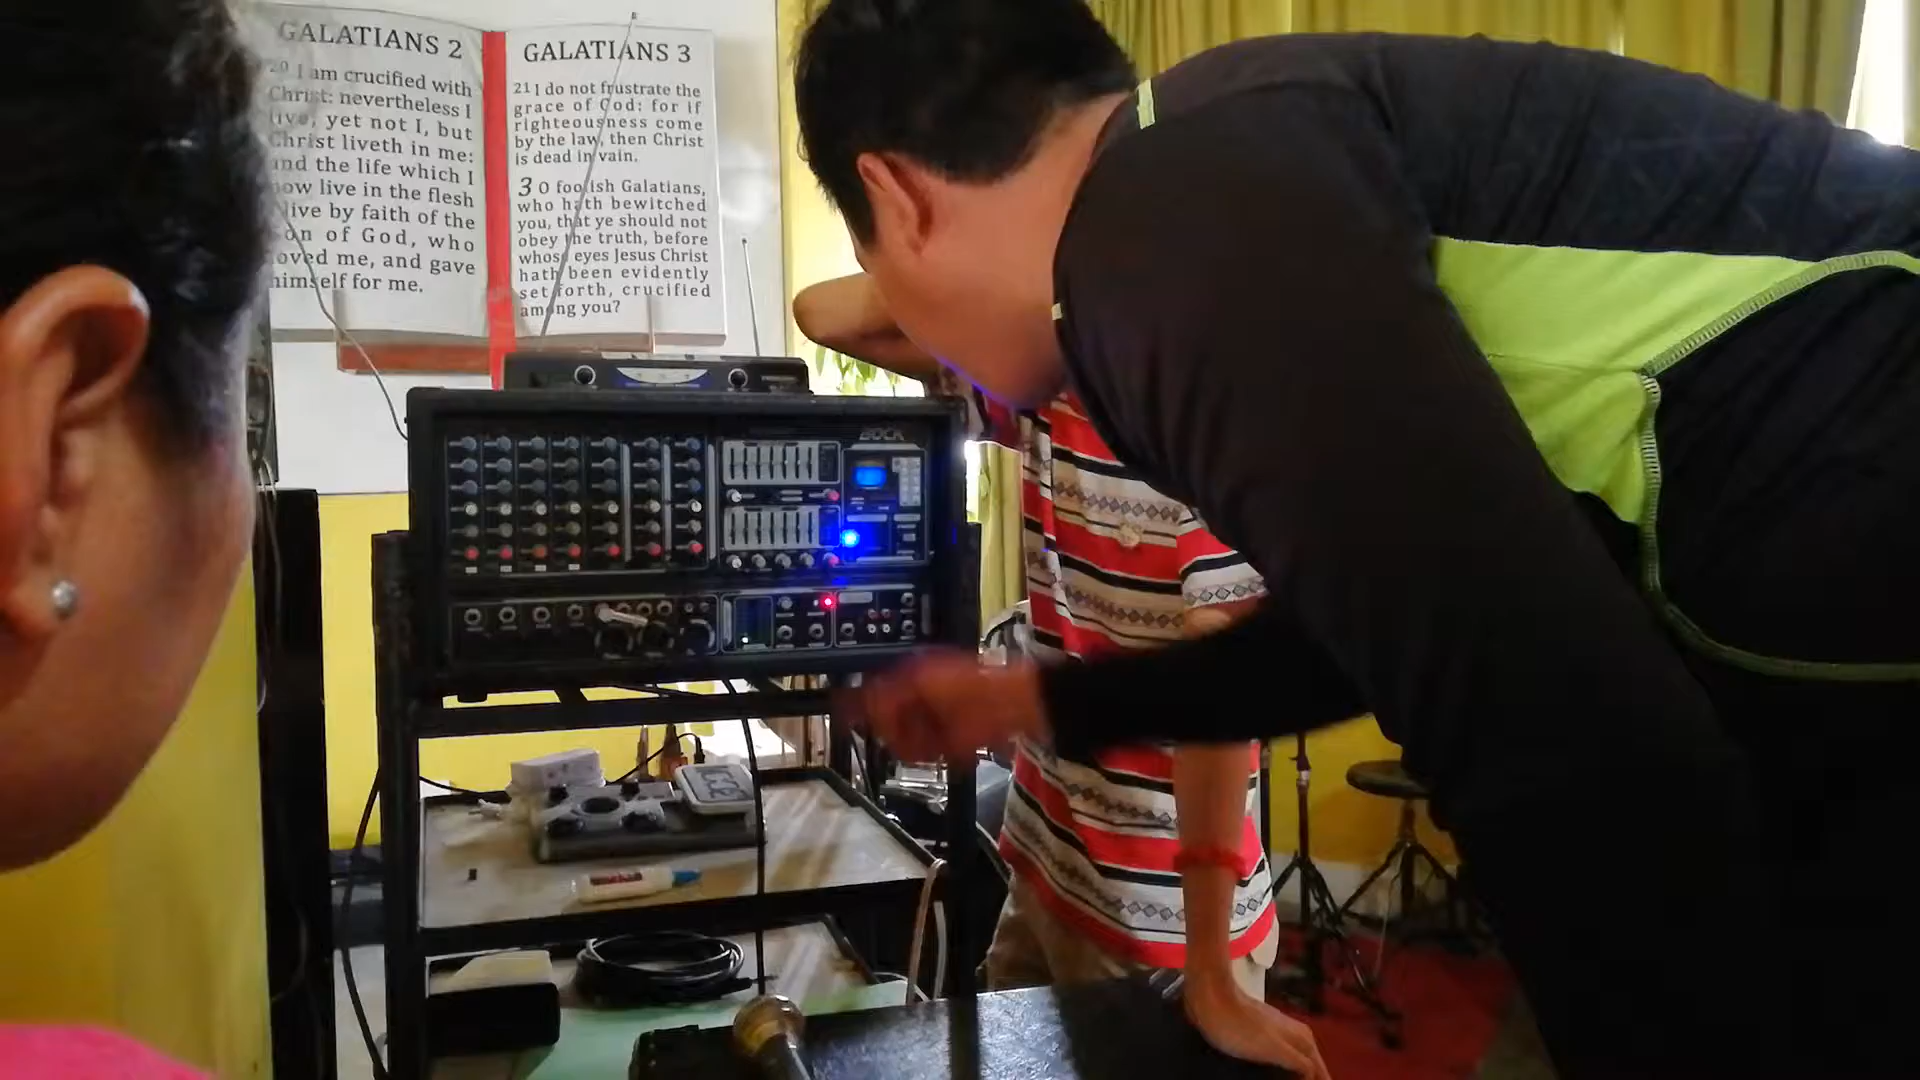 GALATIANS 2
20 I am crucified with
Christ: nevertheless I
live; yet not I, but
Christ liveth in me:
and the life which I
now live in the flesh
live by faith of the
Son of God, who
loved me, and gave
himself for me.
GALATIANS 3
21 I do not frustrate the
grace of God: for if
righteousness come
by the law, then Christ
is dead in vain.
3 O foolish Galatians,
who hath bewitched
you, that ye should not
obey the truth, before
whose eyes Jesus Christ
hath been evidently
set forth, crucified
among you?